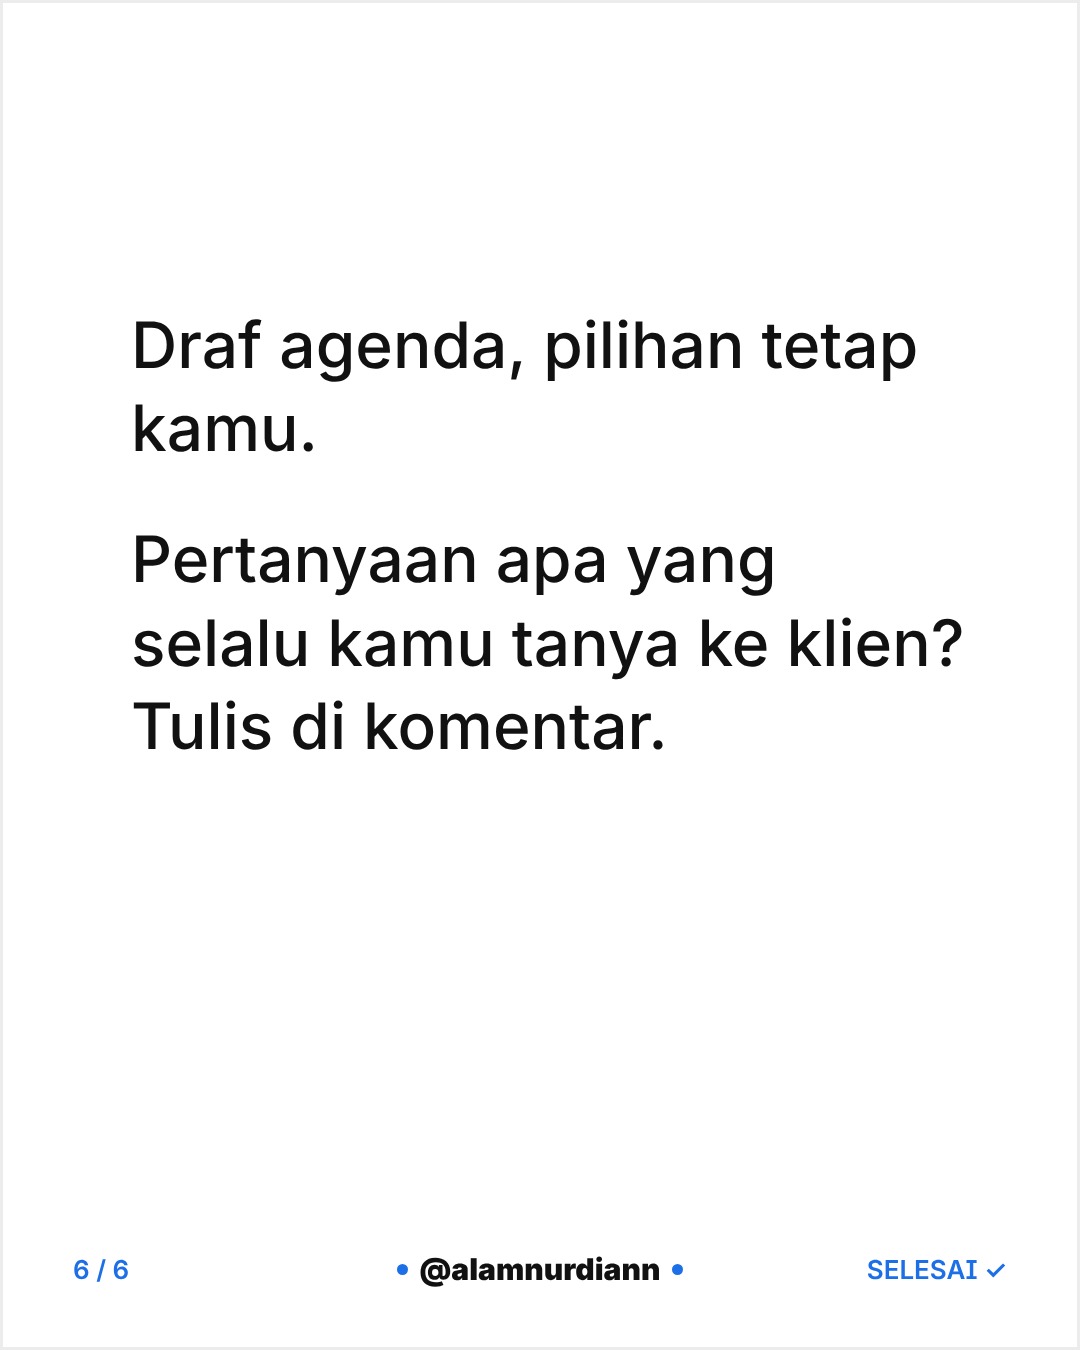 Draf agenda, pilihan tetap
kamu.
Pertanyaan apa yang
selalu kamu tanya ke klien?
Tulis di komentar.
6 / 6
• @alamnurdiann •
SELESAI ✓